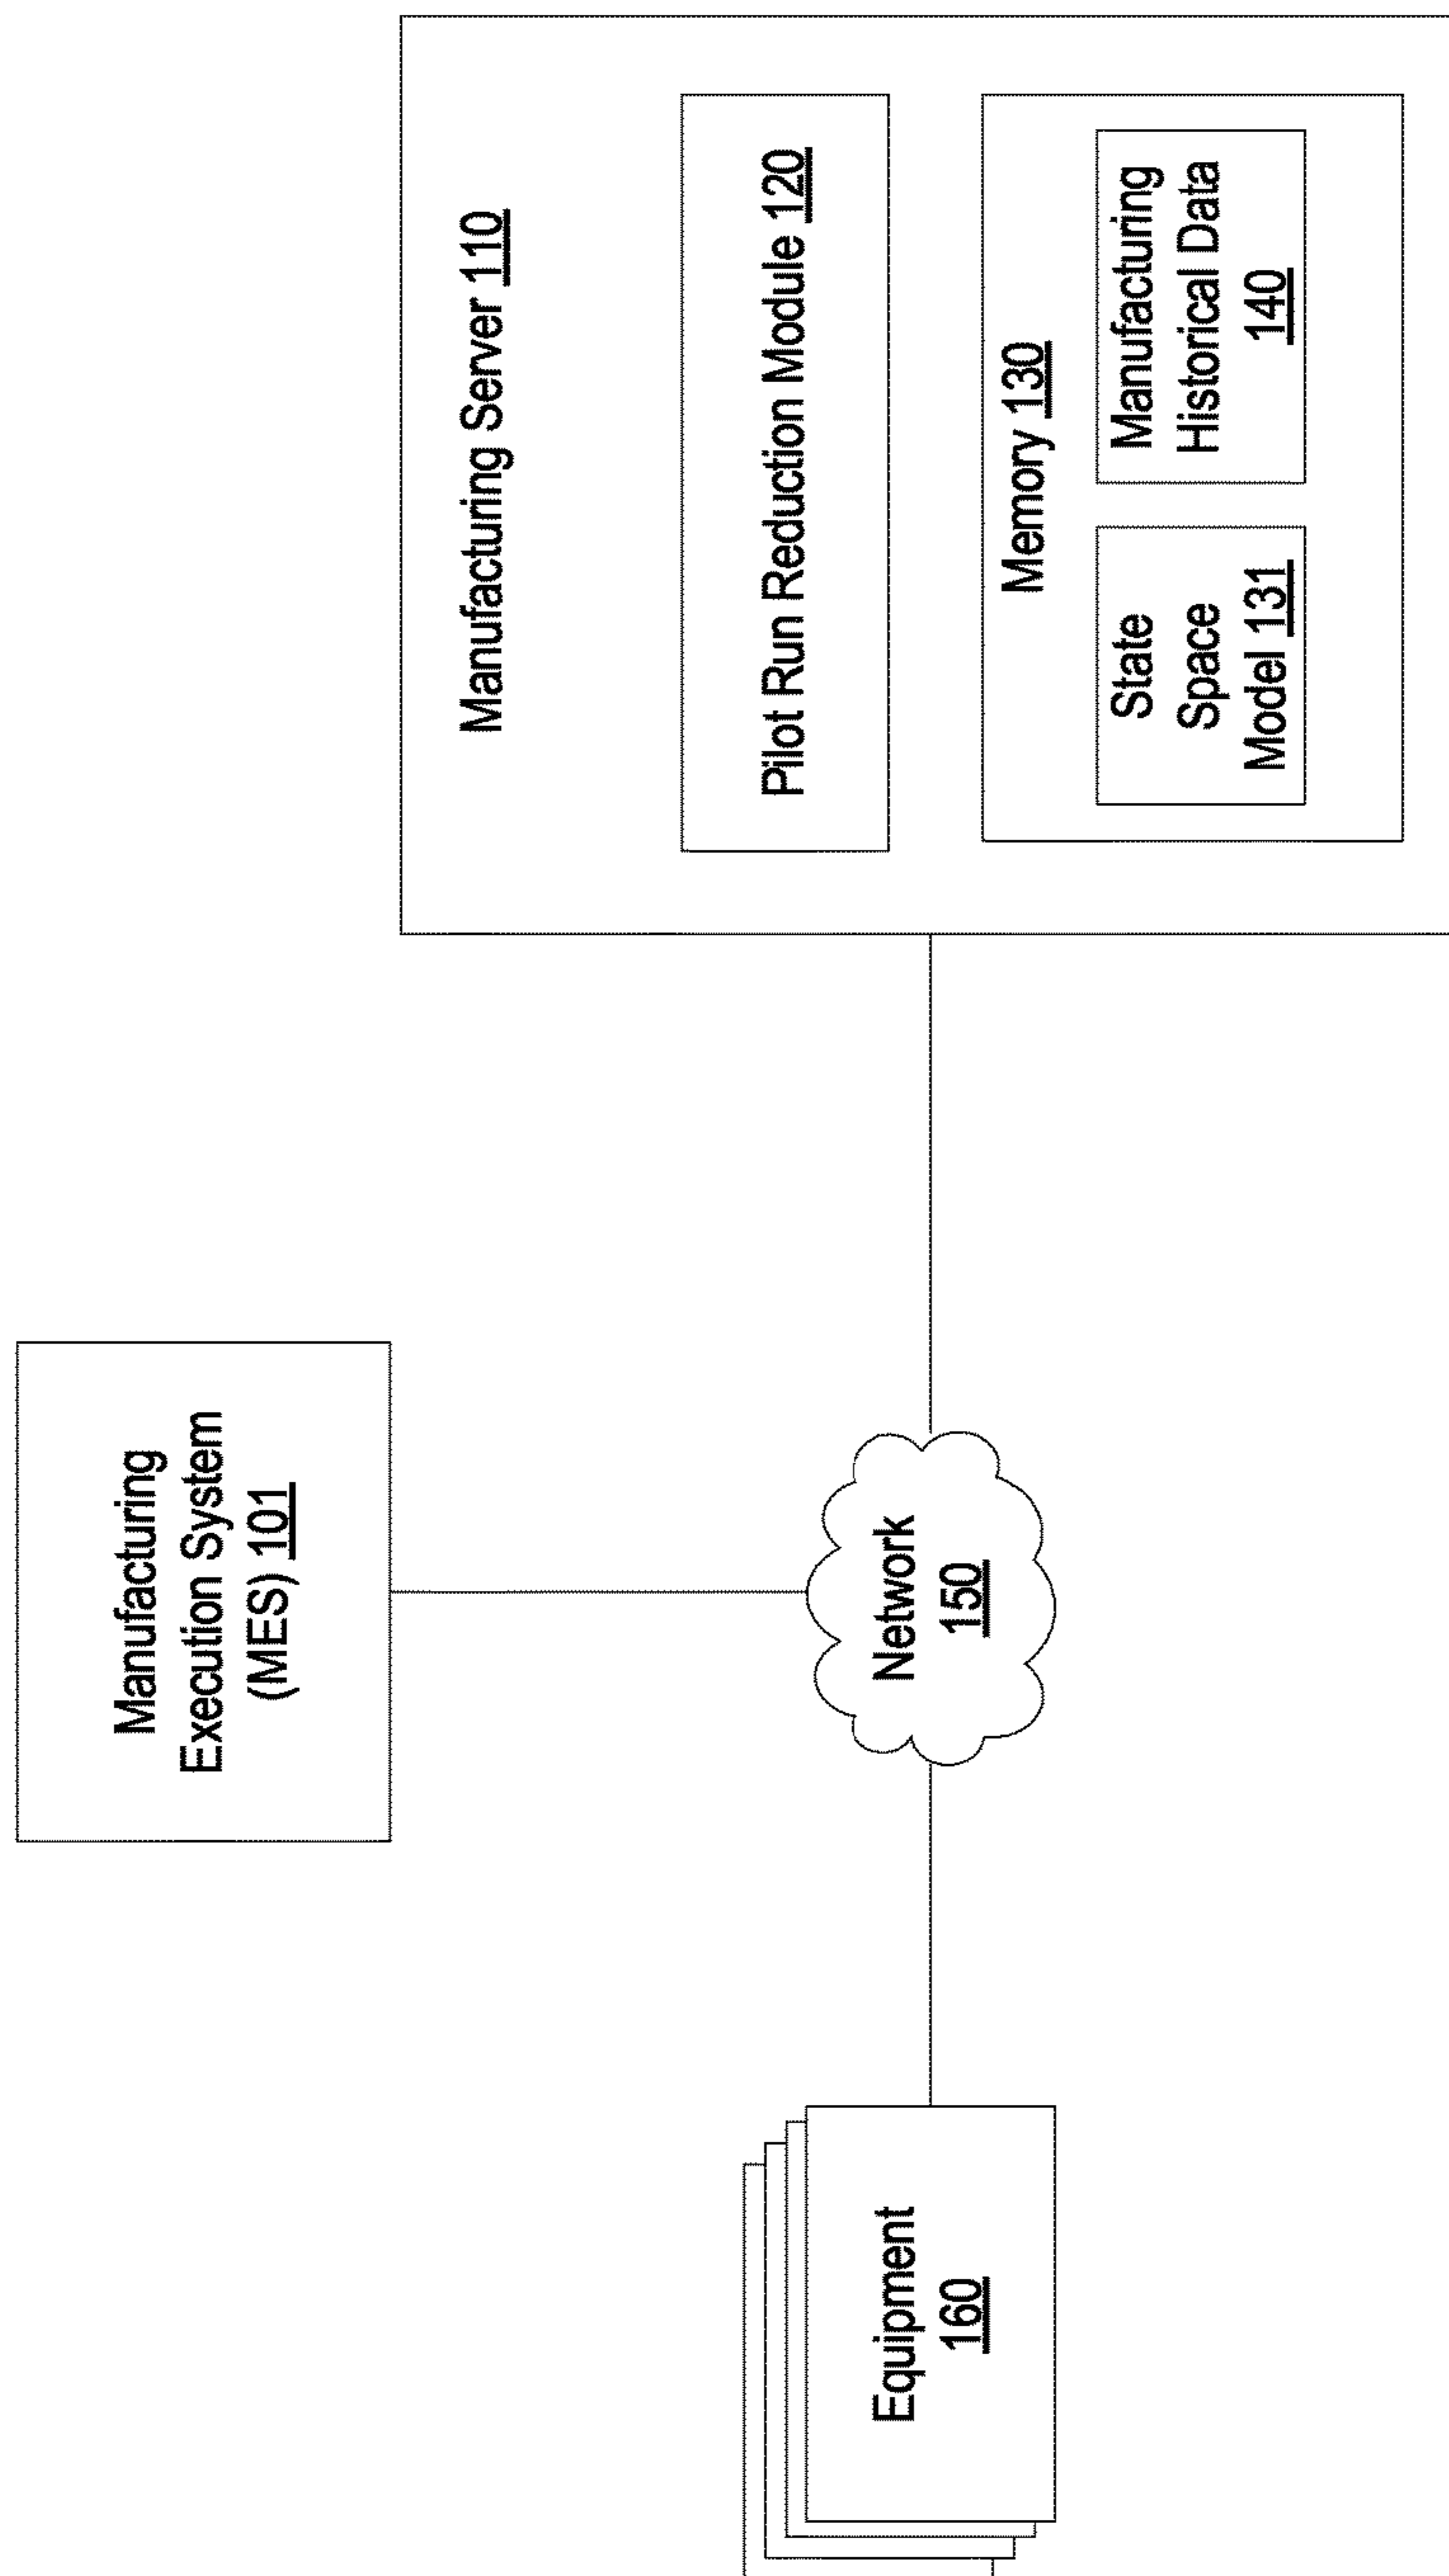 Manufacturing
Execution System
(MES) 101
Manufacturing Server 110
Pilot Run Reduction Module 120
Memory 130
State
Space
Model 131
Manufacturing
Historical Data
140
Network
150
Equipment
160